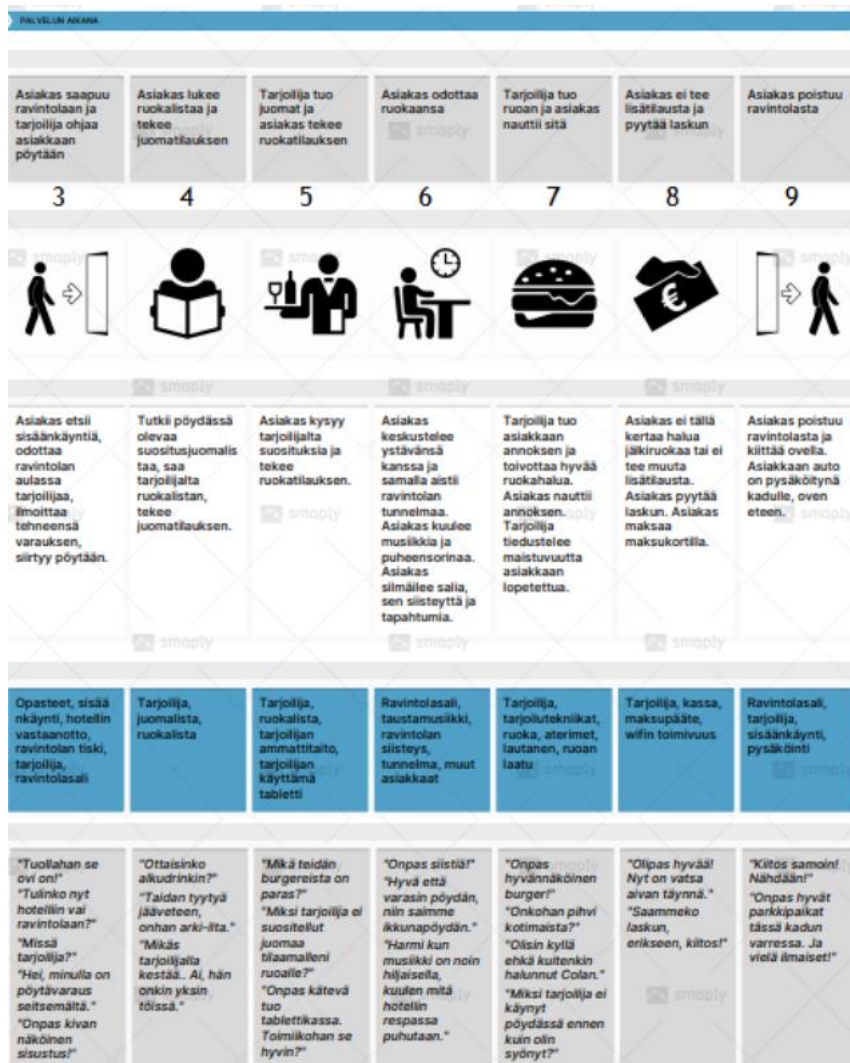 PALVELUN AIKANA
Asiakas saapuu
ravintolaan ja
tarjoilija ohjaa
asiakkaan
pöytään
Asiakas lukee
ruokalistaa ja
tekee
juomatilauksen
Tarjoilija tuo
juomat ja
asiakas tekee
ruokatilauksen
Asiakas odottaa
ruokaansa
Tarjoilija tuo
ruoan ja asiakas
nauttii sitä
Asiakas ei tee
lisätilausta ja
pyytää laskun
Asiakas poistuu
ravintolasta
3 4 5 6 7 8 9
Asiakas etsii
sisäänkäyntiä,
odottaa
ravintolan
aulassa
tarjoilijaa,
ilmoittaa
tehneensä
varauksen,
siirtyy pöytään.
Tutkii pöydässä
olevaa
suositusjuomalis
taa, saa
tarjoilijalta
ruokalistan,
tekee
juomatilauksen.
Asiakas kysyy
tarjoilijalta
suosituksia ja
tekee
ruokatilauksen.
Asiakas
keskustelee
ystävänsä
kanssa ja
samalla aistii
ravintolan
tunnelmaa.
Asiakas kuulee
musiikkia ja
puheensorinaa.
Asiakas
silmäilee salia,
sen siisteyttä ja
tapahtumia.
Tarjoilija tuo
asiakkaan
annoksen ja
toivottaa hyvää
ruokahalua.
Asiakas nauttii
annoksen.
Tarjoilija
tiedustelee
maistuvuutta
asiakkaan
lopetettua.
Asiakas ei tällä
kertaa halua
jälkiruokaa tai ei
tee muuta
lisätilausta.
Asiakas pyytää
laskun. Asiakas
maksaa
maksukortilla.
Asiakas poistuu
ravintolasta ja
kiittää ovella.
Asiakkaan auto
on pysäköitynä
kadulle, oven
eteen.
Opasteet, sisää
nkäynti, hotellin
vastaanotto,
ravintolan tiski,
tarjoilija,
ravintolasali
Tarjoilija,
juomalista,
ruokalista
Tarjoilija,
ruokalista,
tarjoilijan
ammattitaito,
tarjoilijan
käyttämä
tabletti
Ravintolasali,
taustamusiikki,
ravintolan
siisteys,
tunnelma, muut
asiakkaat
Tarjoilija,
tarjoilutekniikat,
ruoka, aterimet,
lautanen, ruoan
laatu
Tarjoilija, kassa,
maksupääte,
wifin toimivuus
Ravintolasali,
tarjoilija,
sisäänkäynti,
pysäköinti
"Tuollahan se
ovi on!"
"Tulinko nyt
hotelliin vai
ravintolaan?"
"Missä
tarjoilija?"
"Hei, minulla on
pöytävaraus
seitsemältä."
"Onpas kivan
näköinen
sisustus!"
"Ottaisinko
alkudrinkin?"
"Taidan tyytyä
jääveteen,
onhan arki-ilta."
"Mikäs
tarjoilijalla
kestää.. Ai, hän
onkin yksin
töissä."
"Mikä teidän
burgereista on
paras?"
"Miksi tarjoilija ei
suositellut
juomaa
tilaamalleni
ruoalle?"
"Onpas kätevä
tuo
tablettikassa.
Toimiikohan se
hyvin?"
"Onpas siistiä!"
"Hyvä että
varasin pöydän,
niin saimme
ikkunapöydän."
"Harmi kun
musiikki on noin
hiljaisella,
kuulen mitä
hotellin
respassa
puhutaan."
"Onpas
hyvännäköinen
burger!"
"Onkohan pihvi
kotimaista?"
"Olisin kyllä
ehkä kuitenkin
halunnut Colan."
"Miksi tarjoilija ei
käynyt
pöydässä ennen
kuin olin
syönyt?"
"Olipas hyvää!
Nyt on vatsa
aivan täynnä."
"Saammeko
laskun,
erikseen, kiitos!"
"Kiitos samoin!
Nähdään!"
"Onpas hyvät
parkkipaikat
tässä kadun
varressa. Ja
vielä ilmaiset!"
smaply